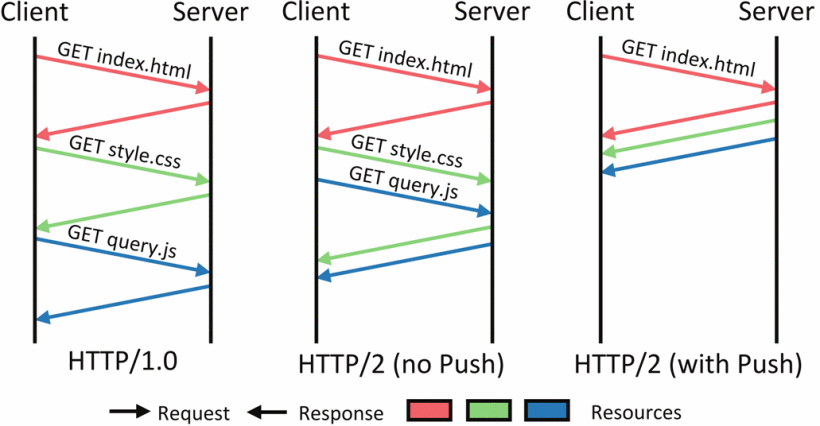 Client Server
GET index.html
GET style.css
GET query.js
HTTP/1.0
Client Server
GET index.html
GET style.css
GET query.js
HTTP/2 (no Push)
Client Server
GET index.html
HTTP/2 (with Push)
Request Response Resources